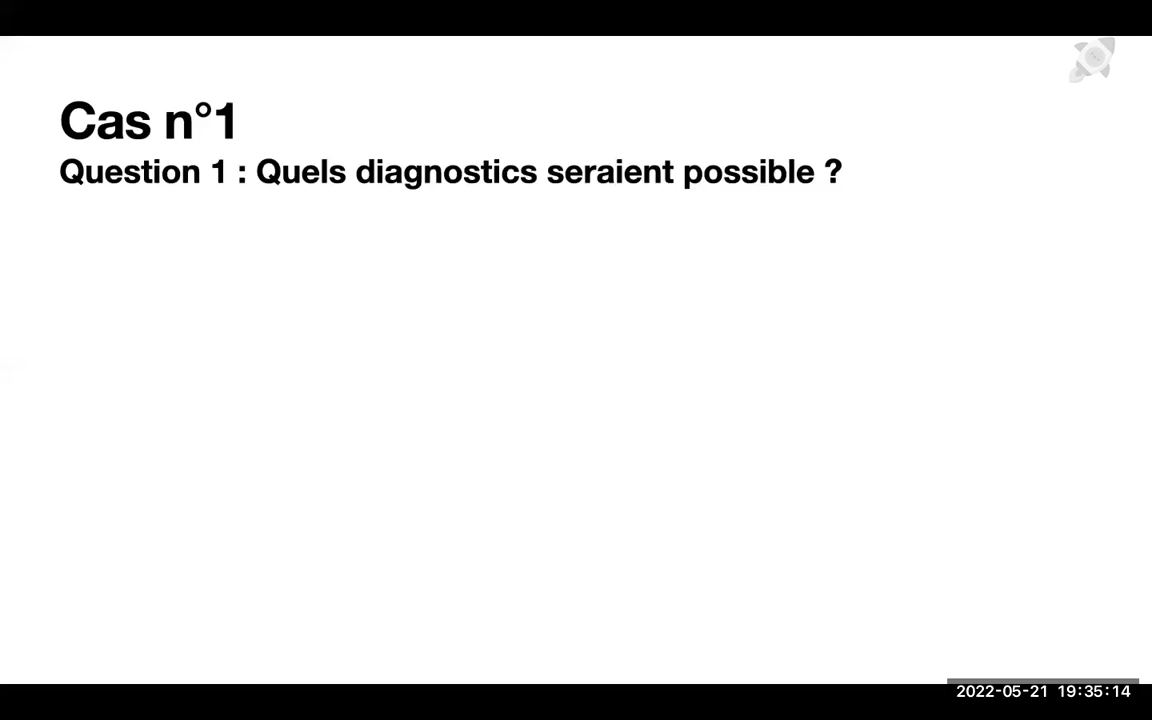 Cas n°1
Question 1 : Quels diagnostics seraient possible ?
2022-05-21 19:35:14